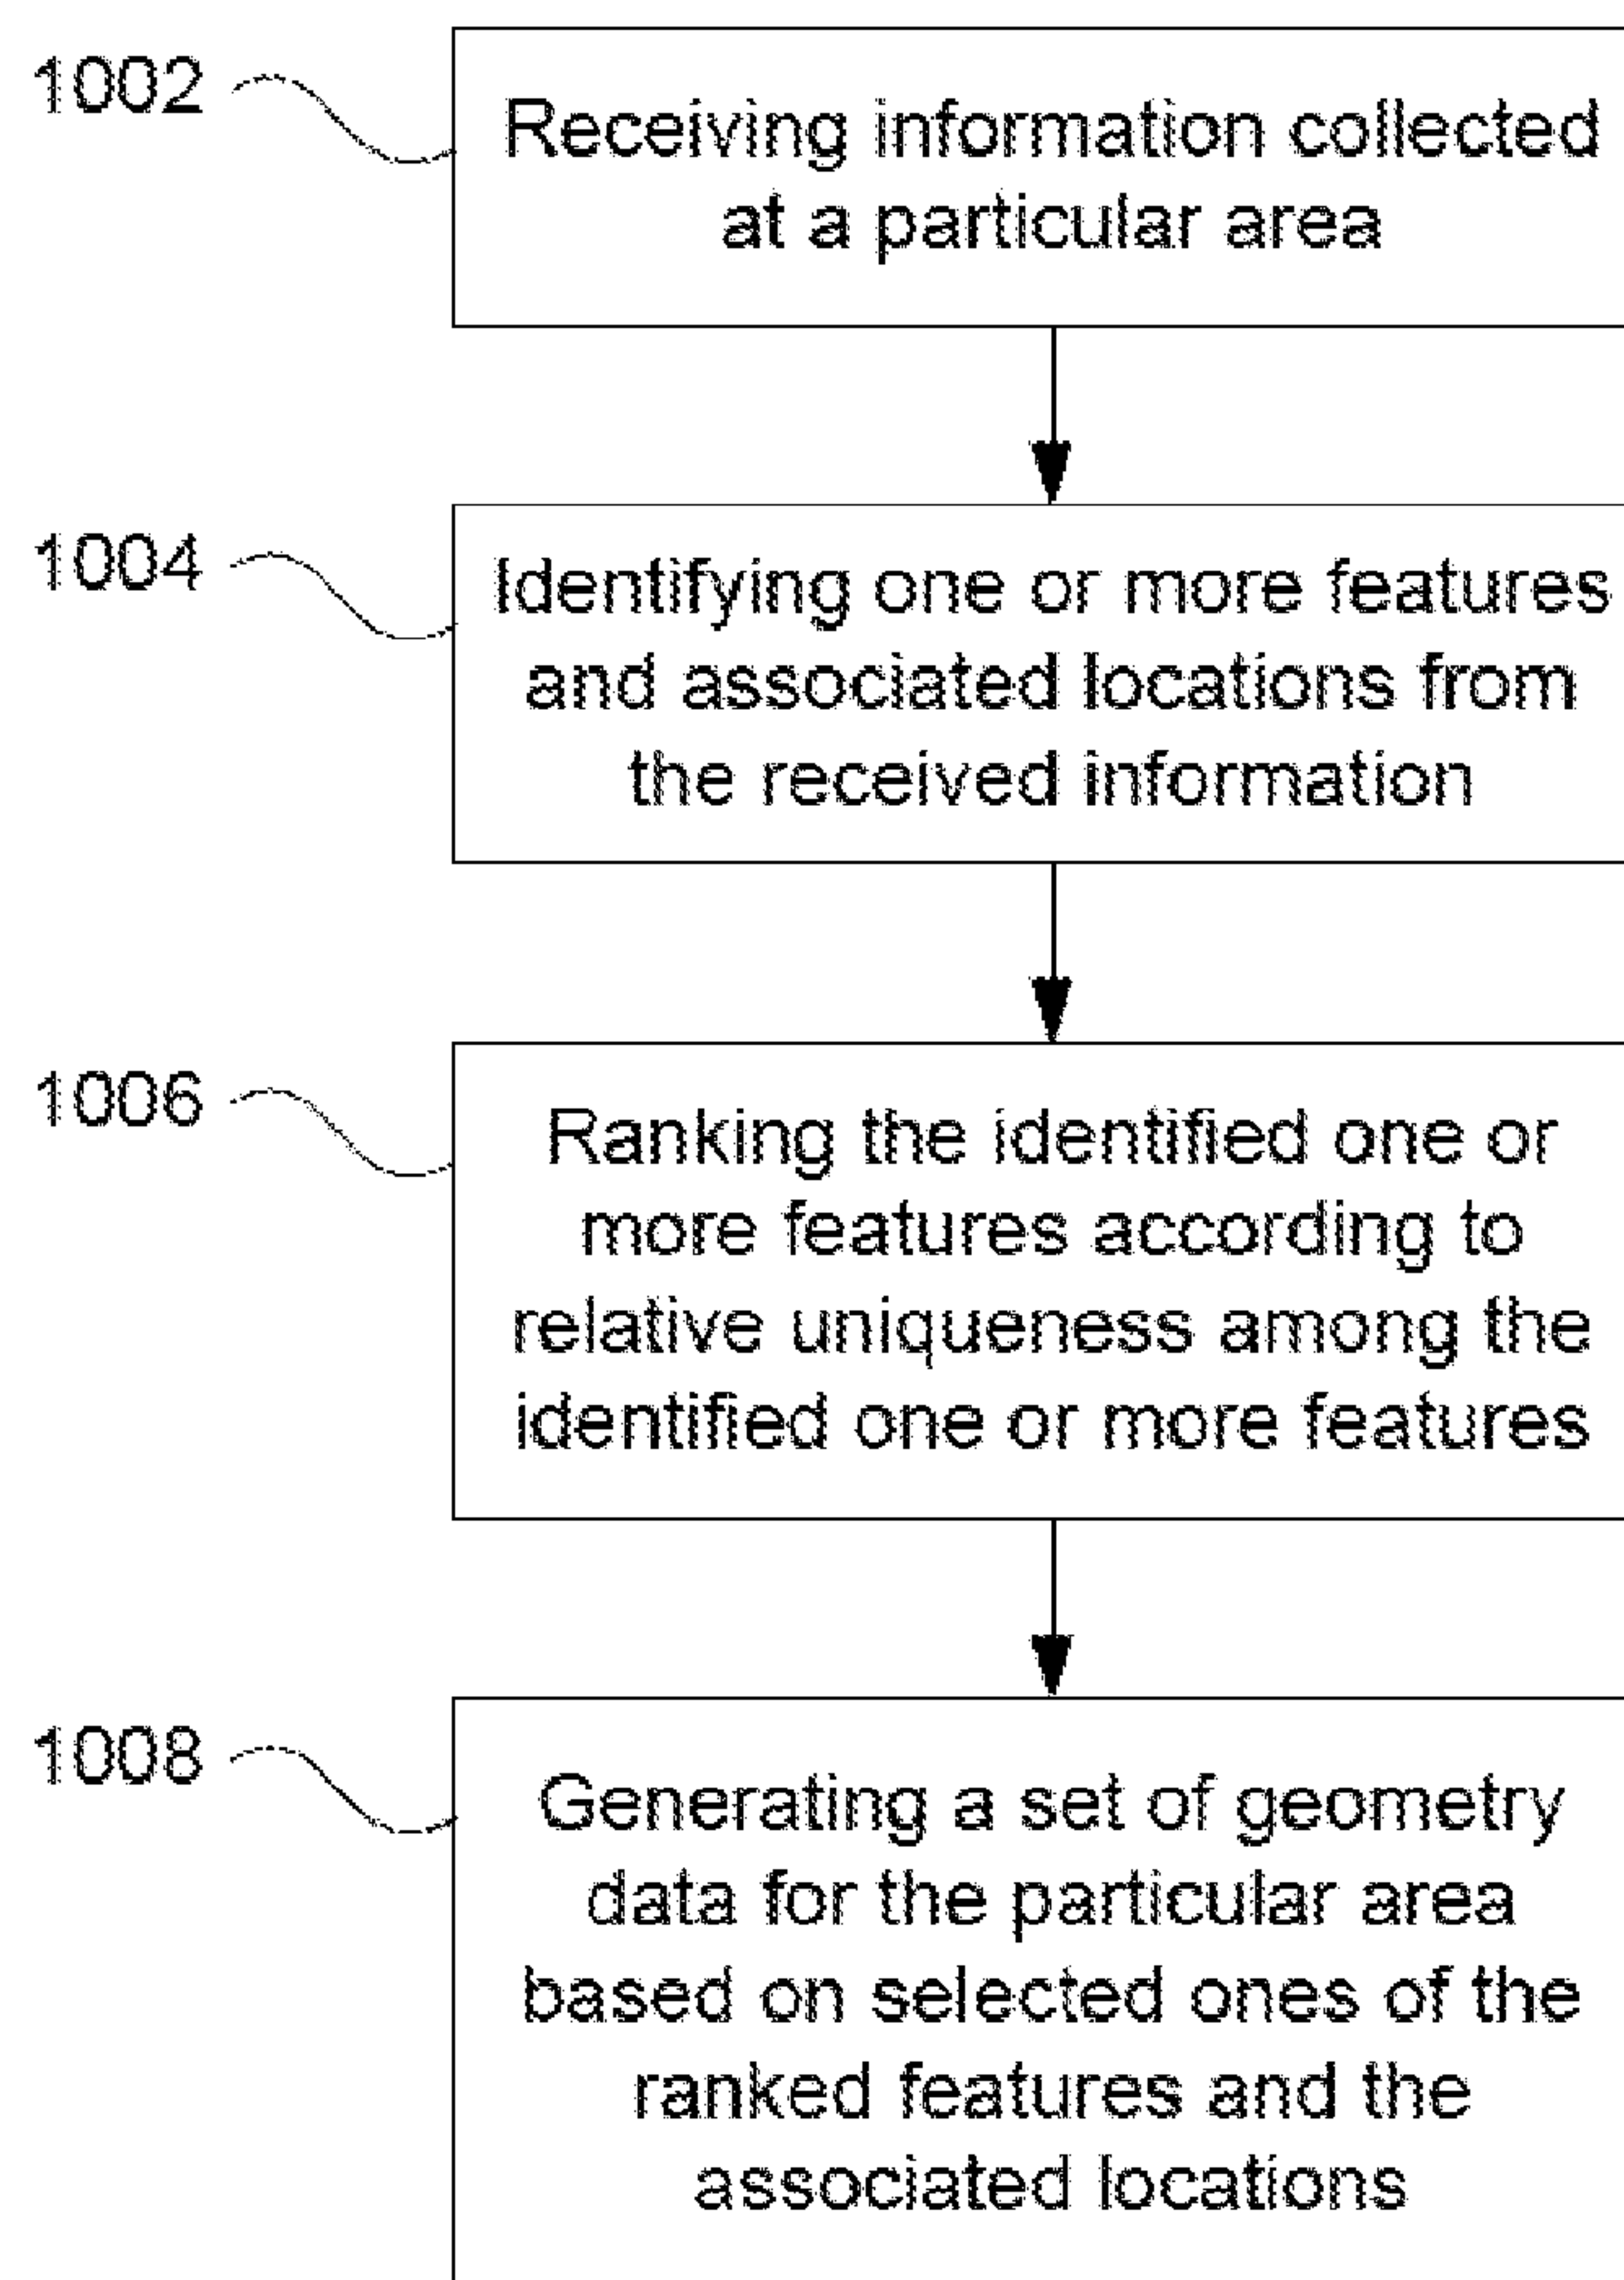 1002
Receiving information collected
at a particular area
1004
Identifying one or more features
and associated locations from
the received information
1006
Ranking the identified one or
more features according to
relative uniqueness among the
identified one or more features
1008
Generating a set of geometry
data for the particular area
based on selected ones of the
ranked features and the
associated locations